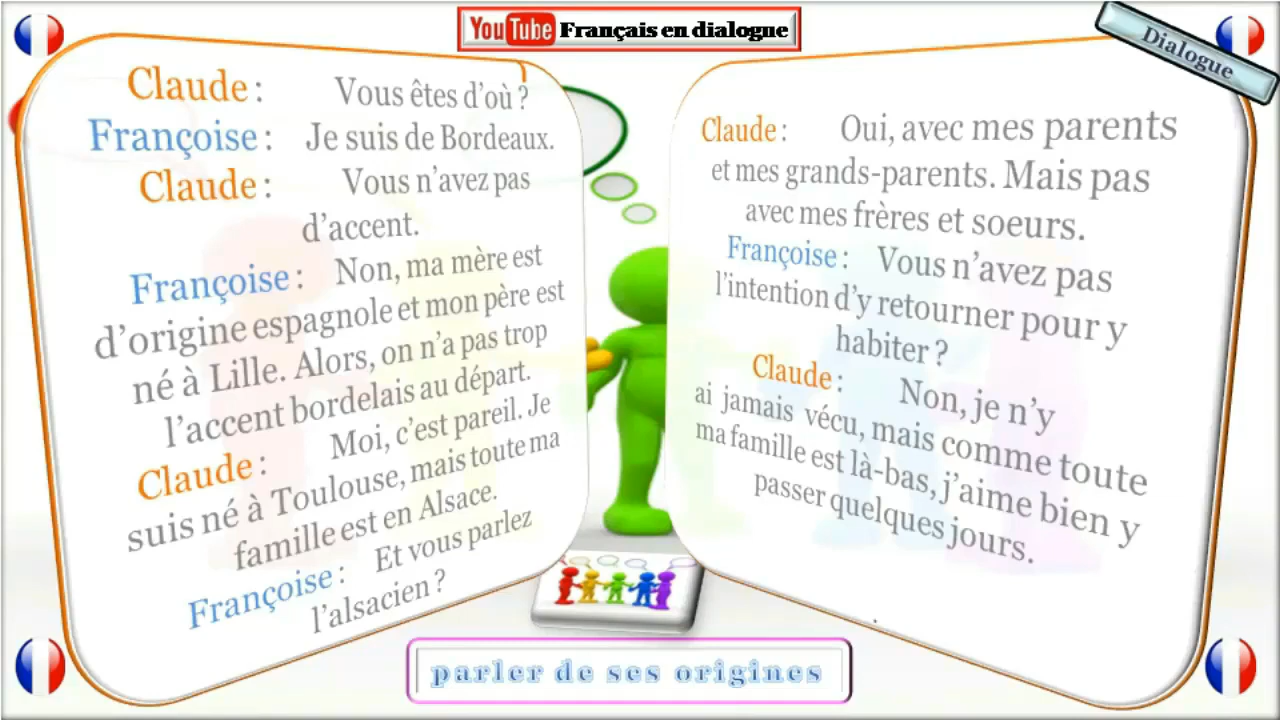 YouTube Français en dialogue
Dialogue
Claude : Vous êtes d'où ?
Françoise : Je suis de Bordeaux.
Claude : Vous n'avez pas
d'accent.
Françoise : Non, ma mère est
d'origine espagnole et mon père est
né à Lille. Alors, on n'a pas trop
l'accent bordelais au départ.
Claude : Moi, c'est pareil. Je
suis né à Toulouse, mais toute ma
famille est en Alsace.
Françoise : Et vous parlez
l'alsacien ?
Claude : Oui, avec mes parents
et mes grands-parents. Mais pas
avec mes frères et soeurs.
Françoise : Vous n'avez pas
l'intention d'y retourner pour y
habiter ?
Claude : Non, je n'y
ai jamais vécu, mais comme toute
ma famille est là-bas, j'aime bien y
passer quelques jours.
parler de ses origines